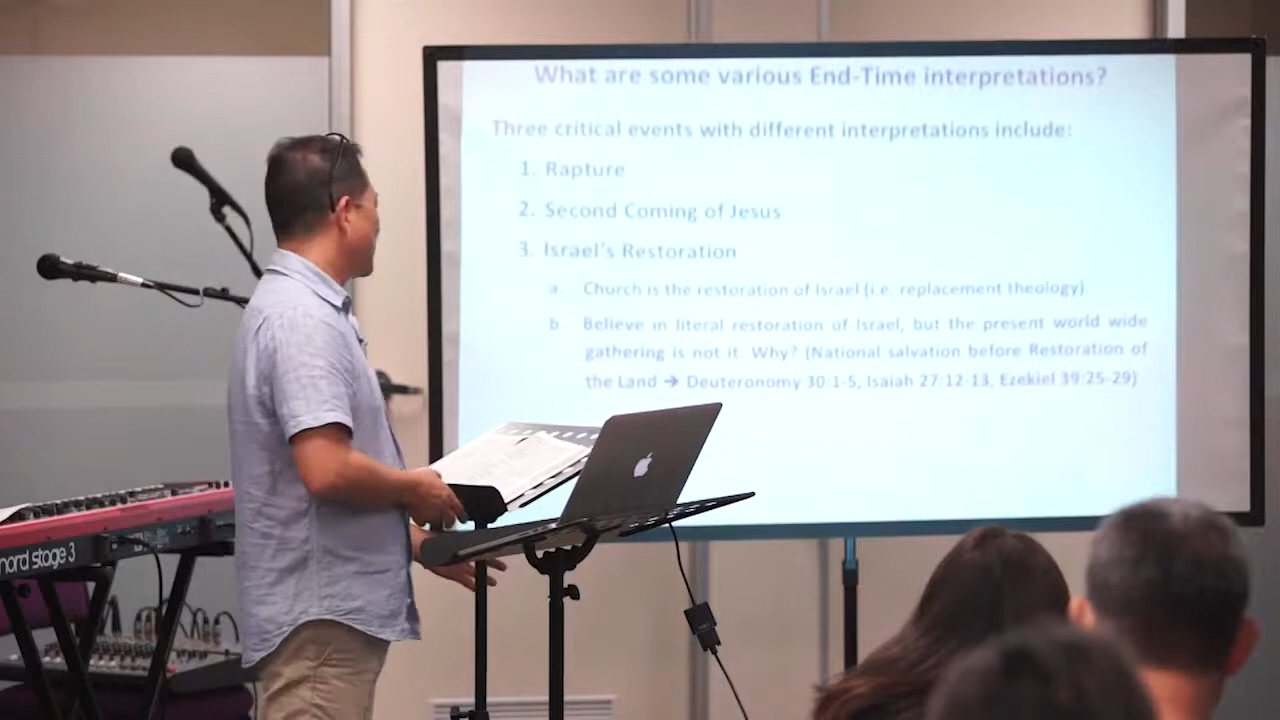 What are some various End-Time interpretations?
Three critical events with different interpretations include:
1. Rapture
2. Second Coming of Jesus
3. Israel's Restoration
a. Church is the restoration of Israel (i.e. replacement theology)
b. Believe in literal restoration of Israel, but the present world wide
gathering is not it. Why? (National salvation before Restoration of
the Land → Deuteronomy 30:1-5, Isaiah 27:12-13, Ezekiel 39:25-29)
nord stage 3